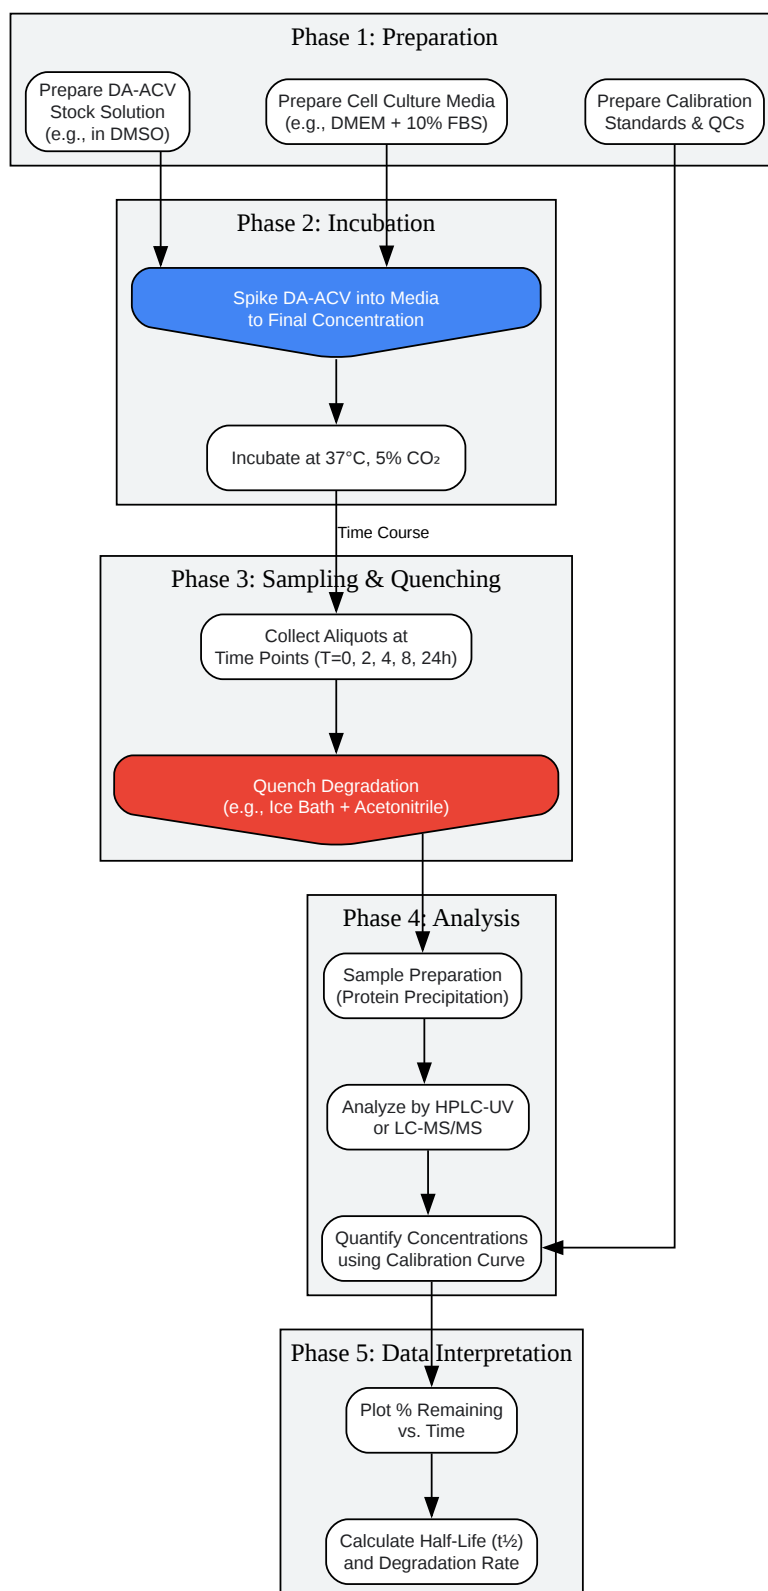 Phase 1: Preparation
Prepare DA-ACV
Stock Solution
(e.g., in DMSO)
Prepare Cell Culture Media
(e.g., DMEM + 10% FBS)
Prepare Calibration
Standards & QCs
Phase 2: Incubation
Spike DA-ACV into Media
to Final Concentration
Incubate at 37°C, 5% CO₂
Time Course
Phase 3: Sampling & Quenching
Collect Aliquots at
Time Points (T=0, 2, 4, 8, 24h)
Quench Degradation
(e.g., Ice Bath + Acetonitrile)
Phase 4: Analysis
Sample Preparation
(Protein Precipitation)
Analyze by HPLC-UV
or LC-MS/MS
Quantify Concentrations
using Calibration Curve
Phase 5: Data Interpretation
Plot % Remaining
vs. Time
Calculate Half-Life (t½)
and Degradation Rate